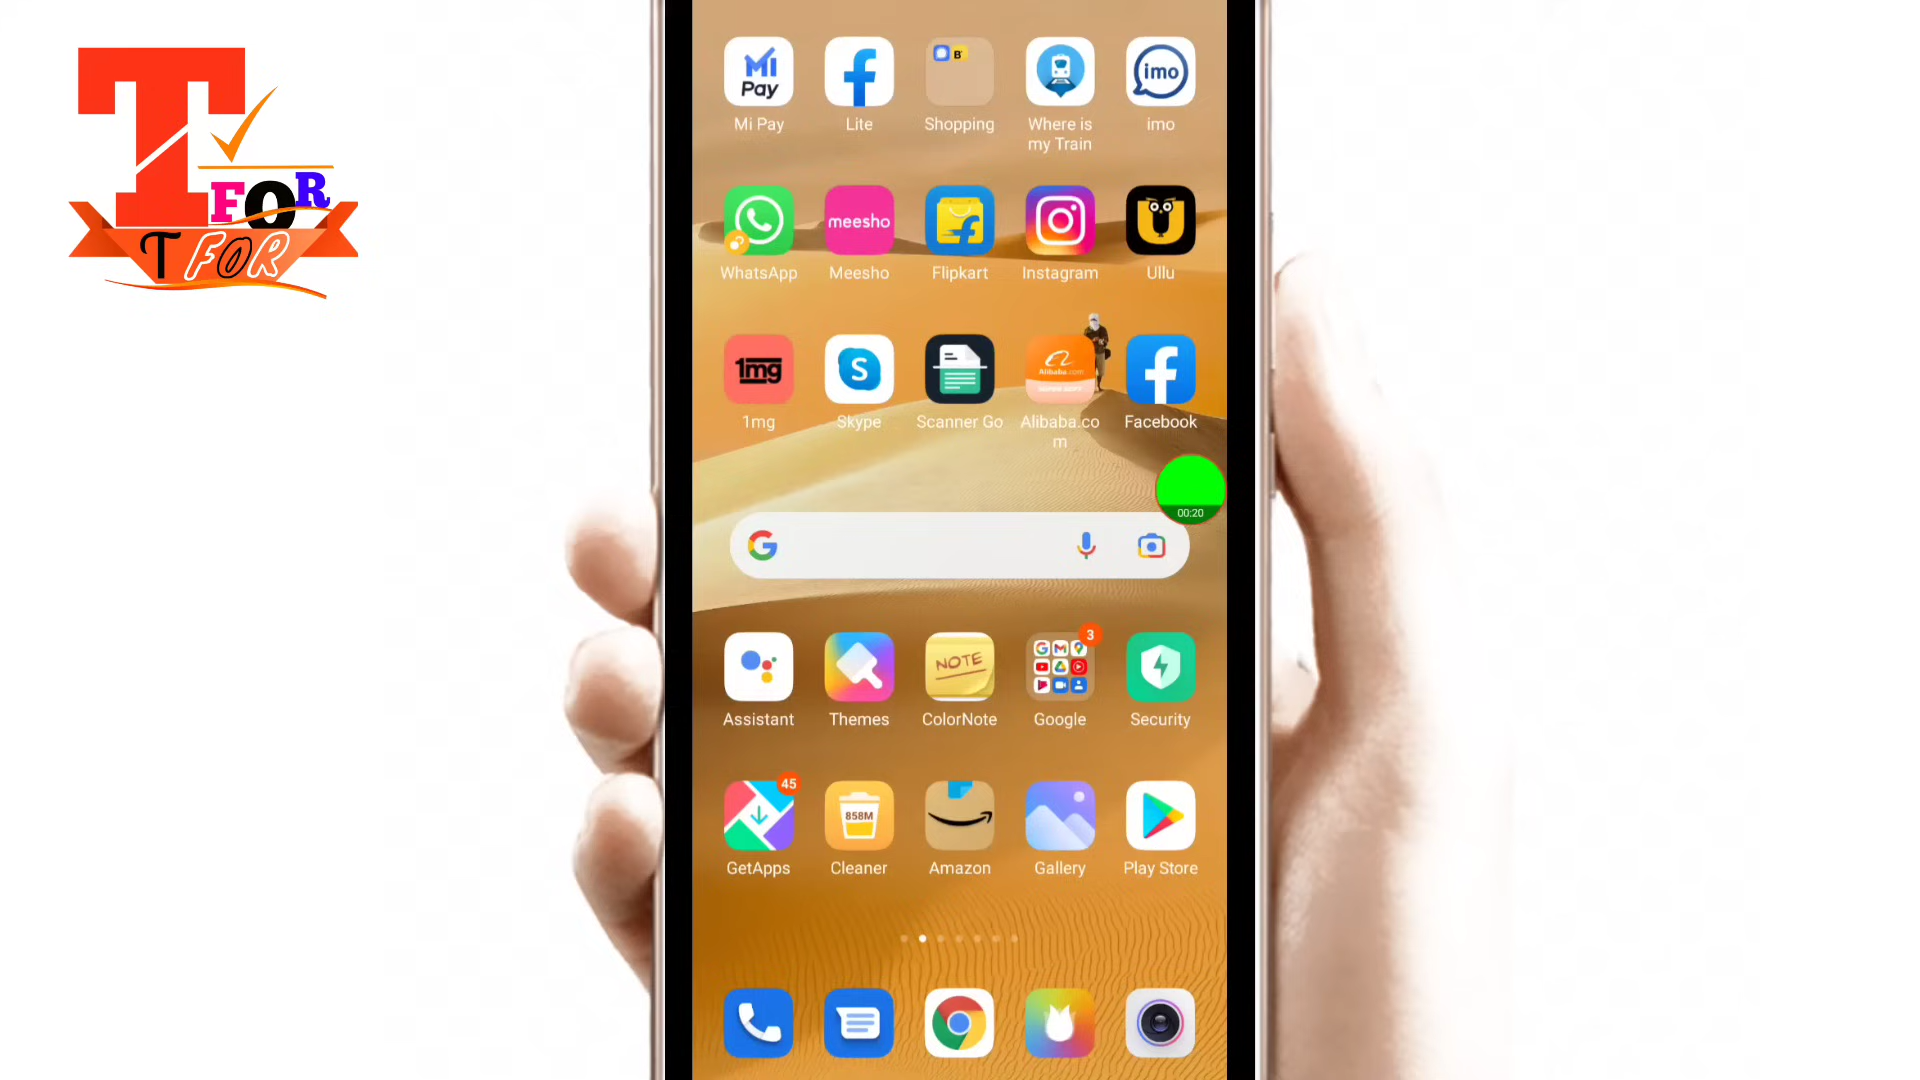 T
FOR
T FOR
MI
Pay
B
imo
Mi Pay
Lite
Shopping
Where is
my Train
imo
meesho
WhatsApp
Meesho
Flipkart
Instagram
Ullu
1mg
S
Alibaba.com
1mg
Skype
Scanner Go
Alibaba.co
m
Facebook
00:20
NOTE
3
Assistant
Themes
ColorNote
Google
Security
45
858M
GetApps
Cleaner
Amazon
Gallery
Play Store